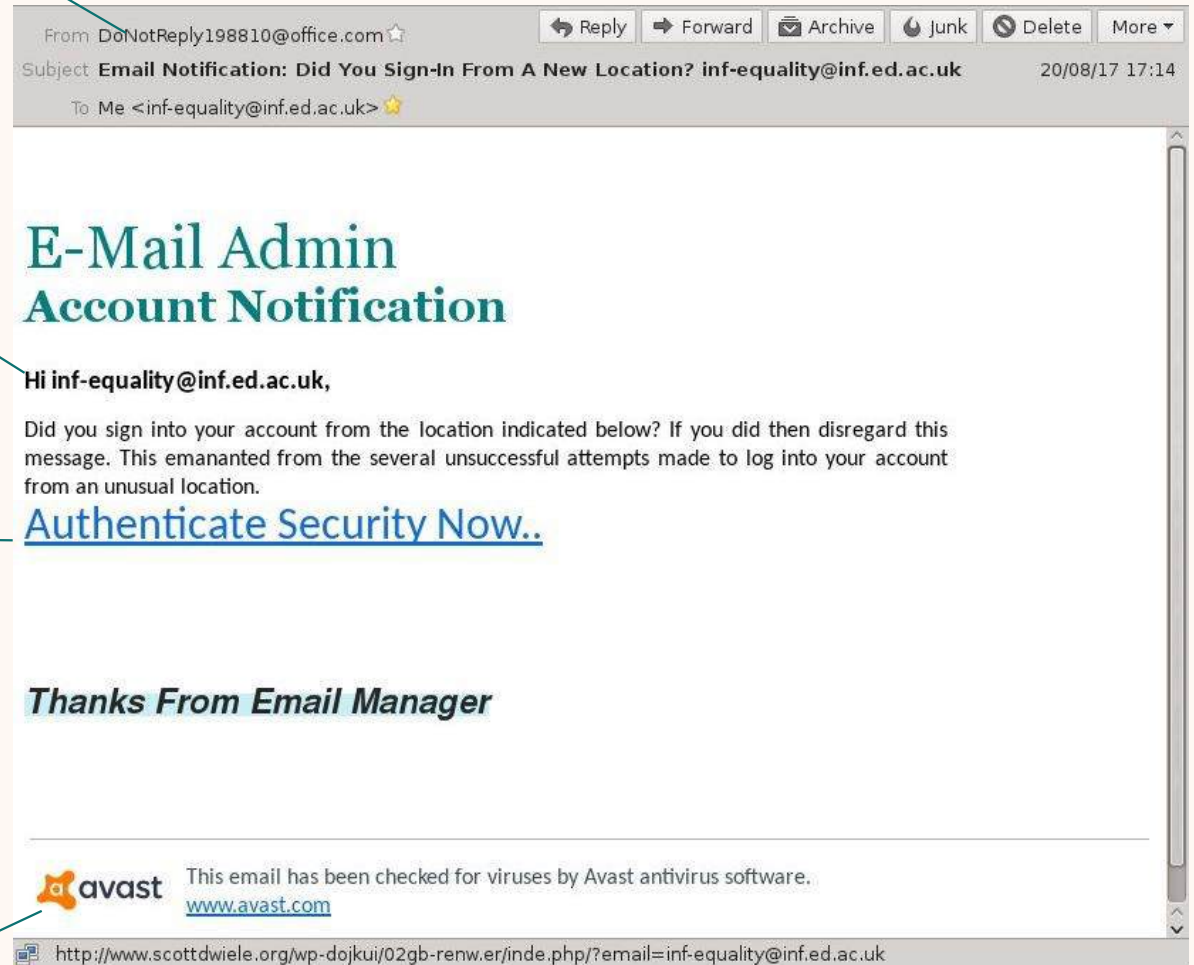 From DoNotReply198810@office.com Reply Forward Archive Junk Delete More
Subject Email Notification: Did You Sign-In From A New Location? inf-equality@inf.ed.ac.uk 20/08/17 17:14
To Me <inf-equality@inf.ed.ac.uk>
E-Mail Admin
Account Notification
Hi inf-equality@inf.ed.ac.uk,
Did you sign into your account from the location indicated below? If you did then disregard this
message. This emananted from the several unsuccessful attempts made to log into your account
from an unusual location.
Authenticate Security Now..
Thanks From Email Manager
avast This email has been checked for viruses by Avast antivirus software.
www.avast.com
http://www.scottdwiele.org/wp-dojkui/02gb-renw.er/inde.php/?email=inf-equality@inf.ed.ac.uk